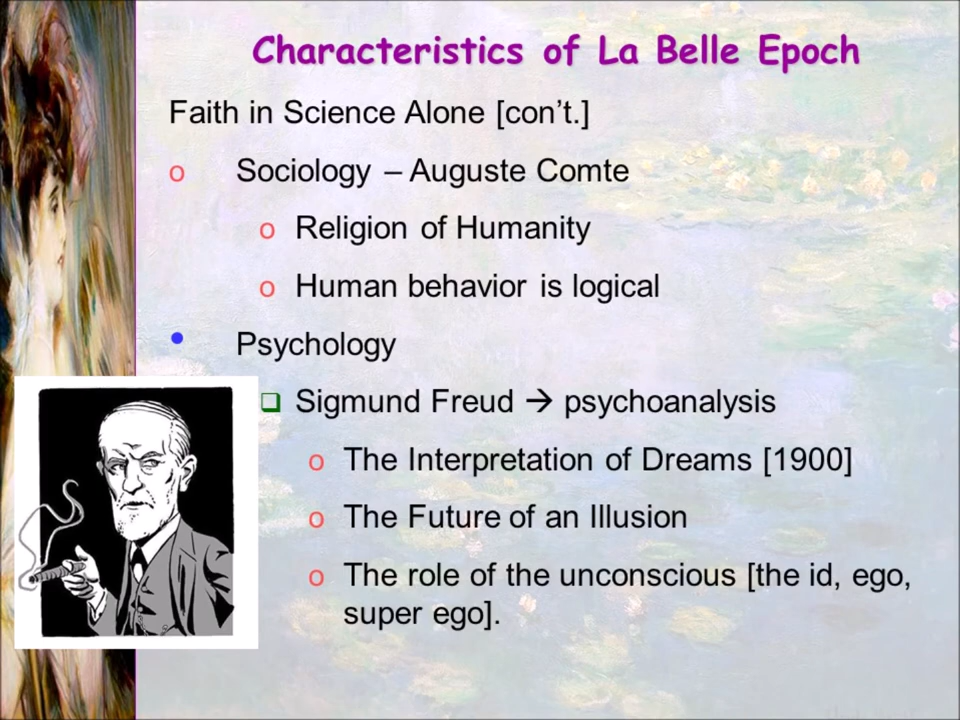 Characteristics of La Belle Epoch
Faith in Science Alone [con’t.]
o Sociology – Auguste Comte
o Religion of Humanity
o Human behavior is logical
• Psychology
❑ Sigmund Freud → psychoanalysis
o The Interpretation of Dreams [1900]
o The Future of an Illusion
o The role of the unconscious [the id, ego,
super ego].